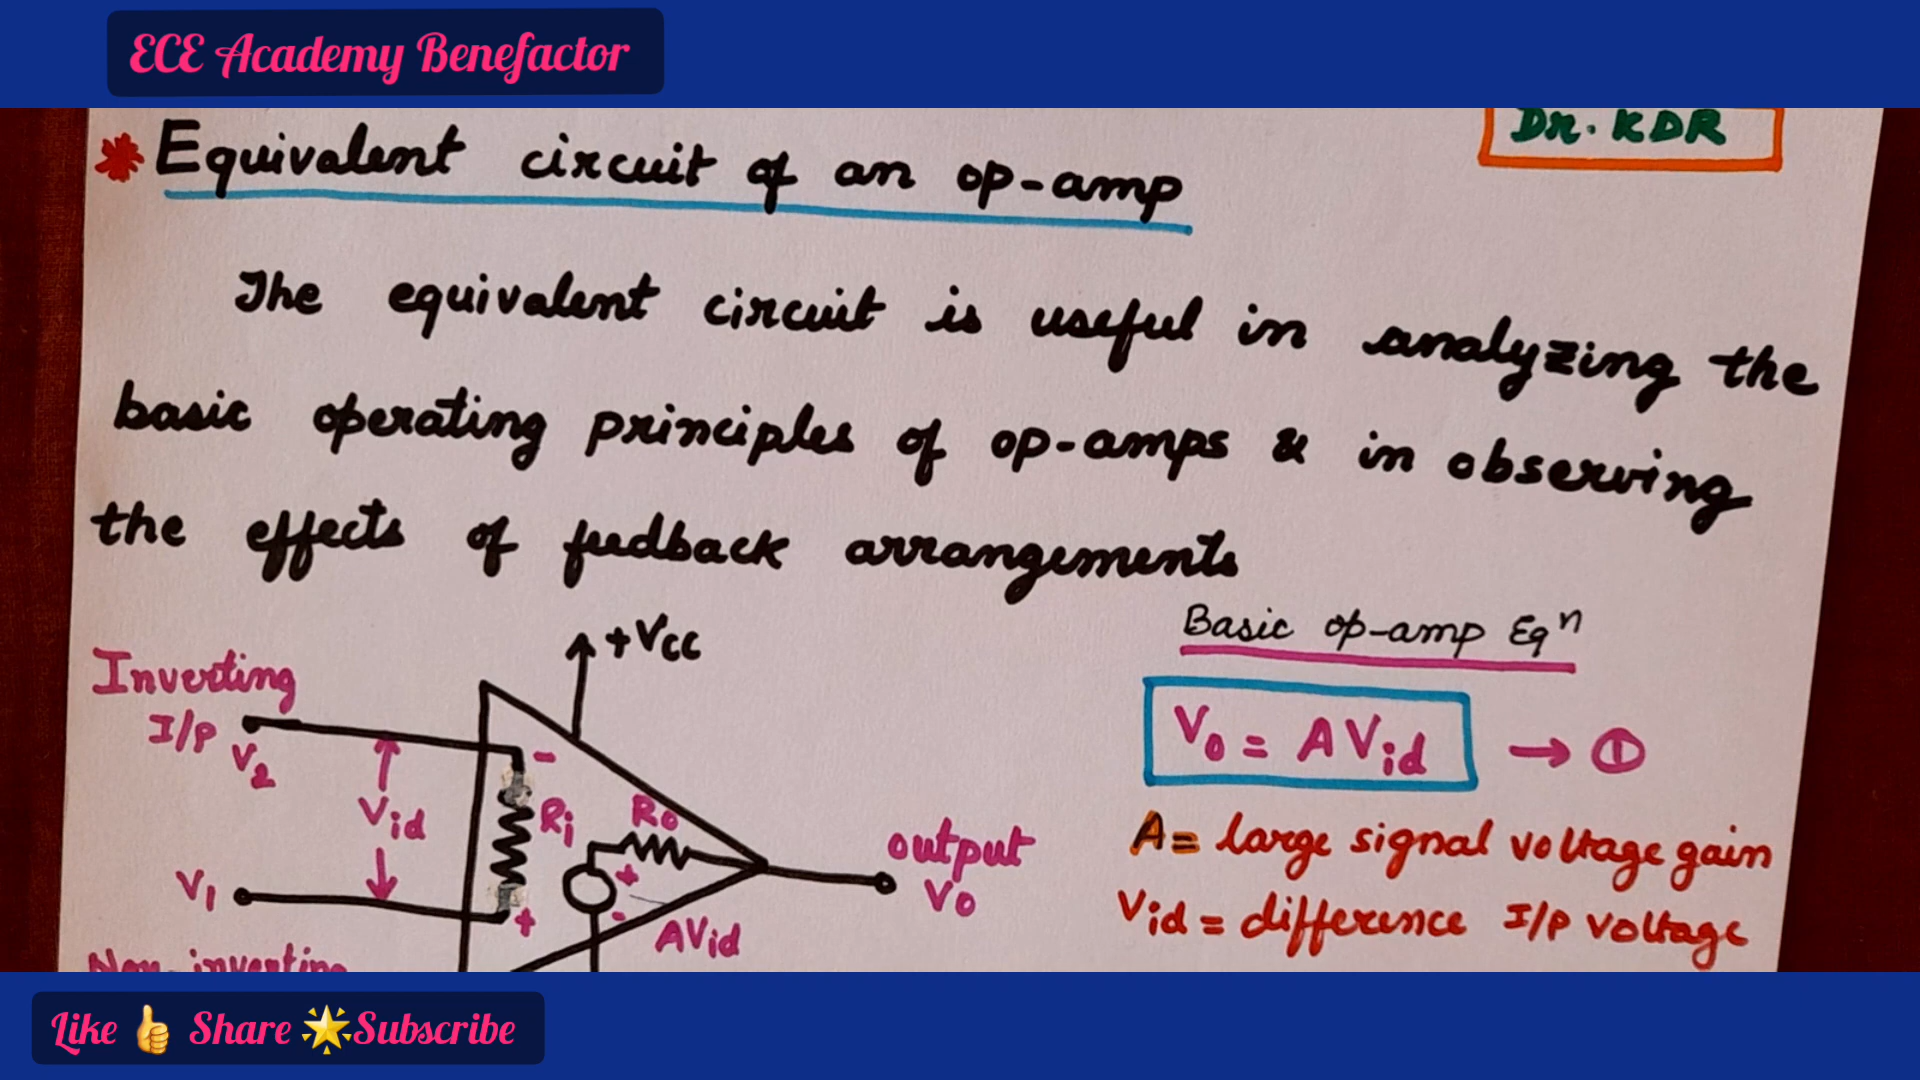 ECE Academy Benefactor
Dr. KDR
Equivalent circuit of an op-amp
The equivalent circuit is useful in analyzing the
basic operating principles of op-amps & in observing
the effects of feedback arrangements
+VCC
Basic op-amp Eqⁿ
Inverting
I/P
V2
Vid
V1
Non-inverting
-
Ri
+
Ro
+
-
AVid
output
Vo
Vo = AVid → ①
A = large signal voltage gain
Vid = difference I/P voltage
Like 👍 Share 🌟Subscribe